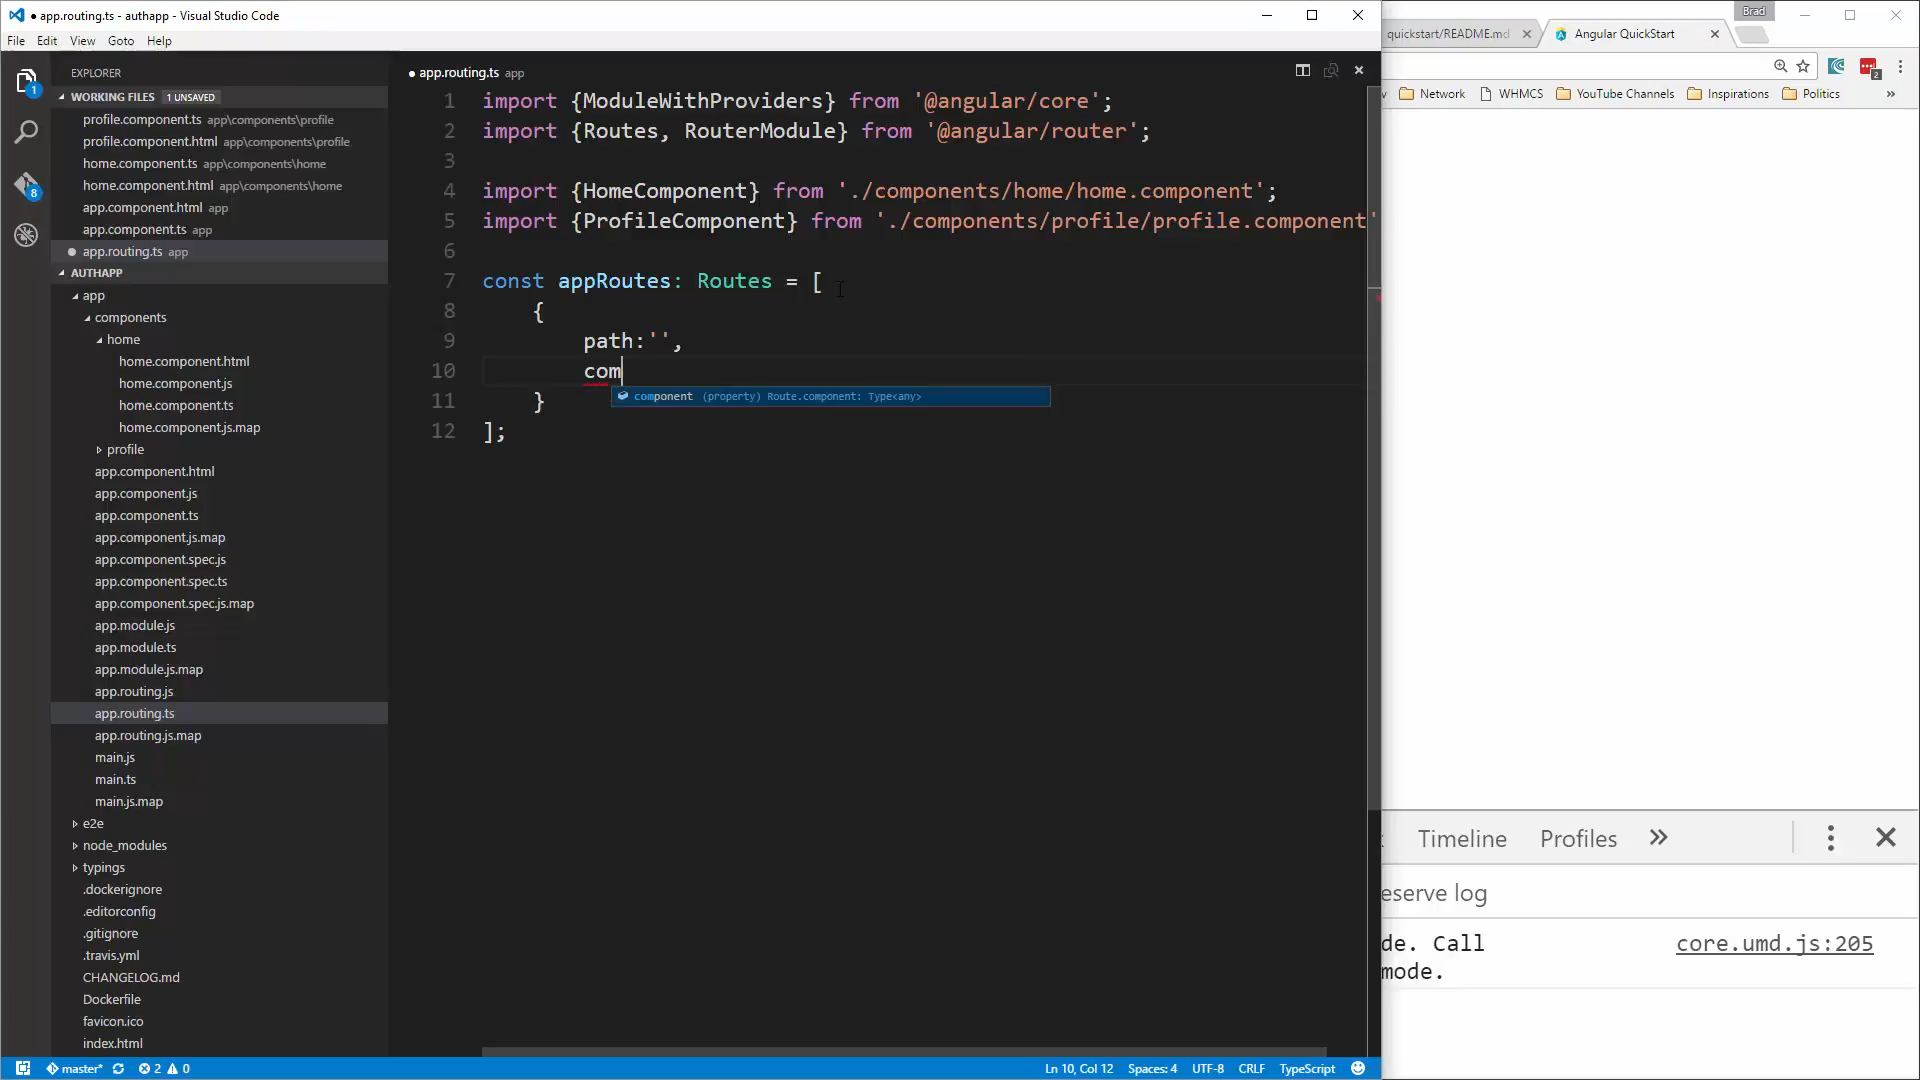 ● app.routing.ts - authapp - Visual Studio Code
File Edit View Goto Help
EXPLORER
WORKING FILES 1 UNSAVED
profile.component.ts app\components\profile
profile.component.html app\components\profile
home.component.ts app\components\home
home.component.html app\components\home
app.component.html app
app.component.ts app
app.routing.ts app
AUTHAPP
app
components
home
home.component.html
home.component.js
home.component.ts
home.component.js.map
profile
app.component.html
app.component.js
app.component.ts
app.component.js.map
app.component.spec.js
app.component.spec.ts
app.component.spec.js.map
app.module.js
app.module.ts
app.module.js.map
app.routing.js
app.routing.ts
app.routing.js.map
main.js
main.ts
main.js.map
e2e
node_modules
typings
.dockerignore
.editorconfig
.gitignore
.travis.yml
CHANGELOG.md
Dockerfile
favicon.ico
index.html
1
8
● app.routing.ts app
1 import {ModuleWithProviders} from '@angular/core';
2 import {Routes, RouterModule} from '@angular/router';
3
4 import {HomeComponent} from './components/home/home.component';
5 import {ProfileComponent} from './components/profile/profile.component'
6
7 const appRoutes: Routes = [
8 {
9 path:'',
10 com
component (property) Route.component: Type<any>
11 }
12 ];
master* 2 0
Ln 10, Col 12 Spaces: 4 UTF-8 CRLF TypeScript
Brad
quickstart/README.md Angular QuickStart
2
Network WHMCS YouTube Channels Inspirations Politics »
Timeline Profiles
eserve log
de. Call core.umd.js:205
mode.